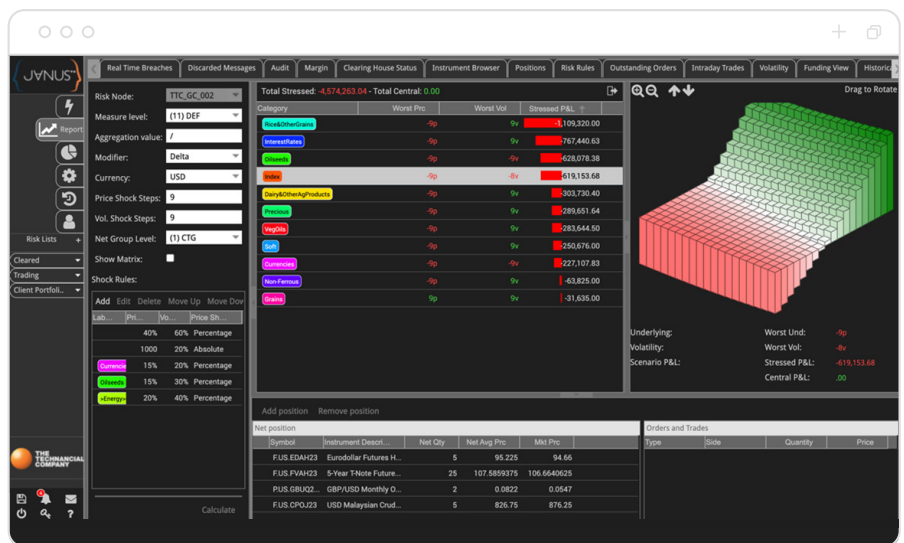 JANUS
Real Time Breaches Discarded Messages Audit Margin Clearing House Status Instrument Browser Positions Risk Rules Outstanding Orders Intraday Trades Volatility Funding View Historica
Report
Risk Lists +
Cleared
Trading
Client Portfoli..
THE
TECHNANCIAL
COMPANY
4
?
Risk Node: TTC_GC_002
Measure level: (11) DEF
Aggregation value: /
Modifier: Delta
Currency: USD
Price Shock Steps: 9
Vol. Shock Steps: 9
Net Group Level: (1) CTG
Show Matrix:
Shock Rules:
Add Edit Delete Move Up Move Dow
Lab... Pri... Vo... Price Sh...
40% 60% Percentage
1000 20% Absolute
Currencie 15% 20% Percentage
Oilseeds 15% 30% Percentage
>Energy> 20% 40% Percentage
Calculate
Total Stressed: -4,574,263.04 - Total Central: 0.00
Category Worst Prc Worst Vol Stressed P&L
Rice&OtherGrains -9p 9v -1,109,320.00
InterestRates -9p 9v -767,440.63
Oilseeds -9p -9v -628,078.38
Index -9p -8v -619,153.68
Dairy&OtherAgProducts -9p 9v -303,730.40
Precious -9p 9v -289,651.64
VegOils -9p 9v -283,644.50
Soft -9p 9v -250,676.00
Currencies -9p -9v -227,107.83
Non-Ferrous -9p 9v -63,825.00
Grains 9p 9v -31,635.00
Drag to Rotate
Underlying: Worst Und: -9p
Volatility: Worst Vol: -8v
Scenario P&L: Stressed P&L: -619,153.68
Central P&L: .00
Add position Remove position
Net position
Symbol Instrument Descri... Net Qty Net Avg Prc Mkt Prc
F.US.EDAH23 Eurodollar Futures H... 5 95.225 94.66
F.US.FVAH23 5-Year T-Note Future... 25 107.5859375 106.6640625
P.US.GBUQ2... GBP/USD Monthly O... 2 0.0822 0.0547
F.US.CPOJ23 USD Malaysian Crud... 5 826.75 876.25
Orders and Trades
Type Side Quantity Price